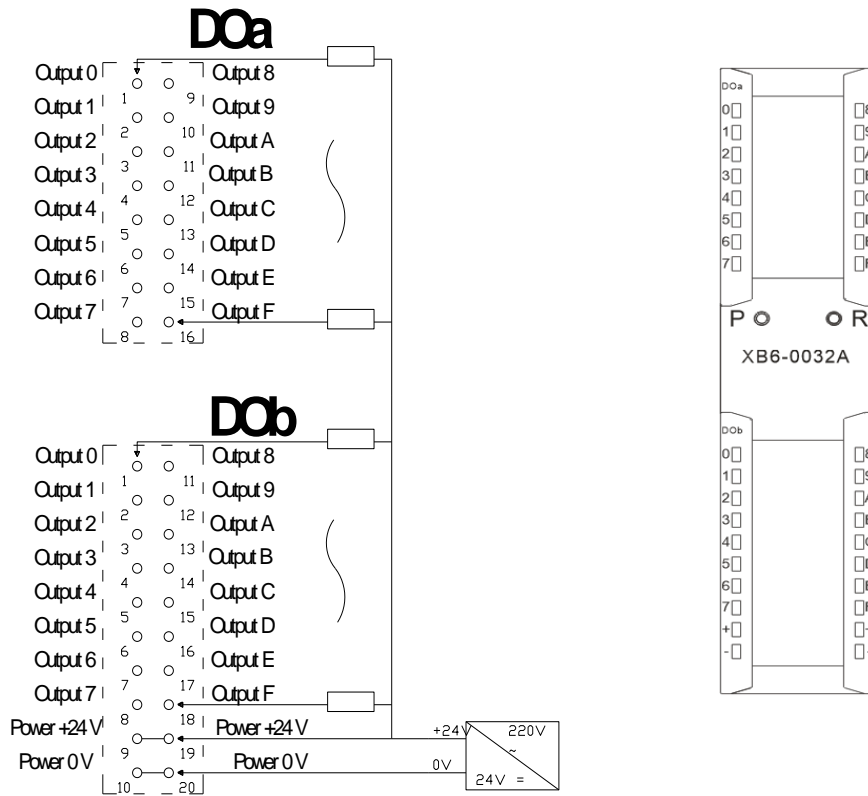 DOa
Output 0 Output 8
1 9
Output 1 Output 9
2 10
Output 2 Output A
3 11
Output 3 Output B
4 12
Output 4 Output C
5 13
Output 5 Output D
6 14
Output 6 Output E
7 15
Output 7 Output F
8 16
DOb
Output 0 Output 8
1 11
Output 1 Output 9
2 12
Output 2 Output A
3 13
Output 3 Output B
4 14
Output 4 Output C
5 15
Output 5 Output D
6 16
Output 6 Output E
7 17
Output 7 Output F
8 18
Power +24 V Power +24 V
9 19
Power 0 V Power 0 V
10 20
+24V 220V
~
0V
24V =
DOa
0 8
1 9
2 A
3
4
5
6
7
P R
XB6-0032A
DOb
0 8
1 9
2 A
3
4
5
6
7
+
-